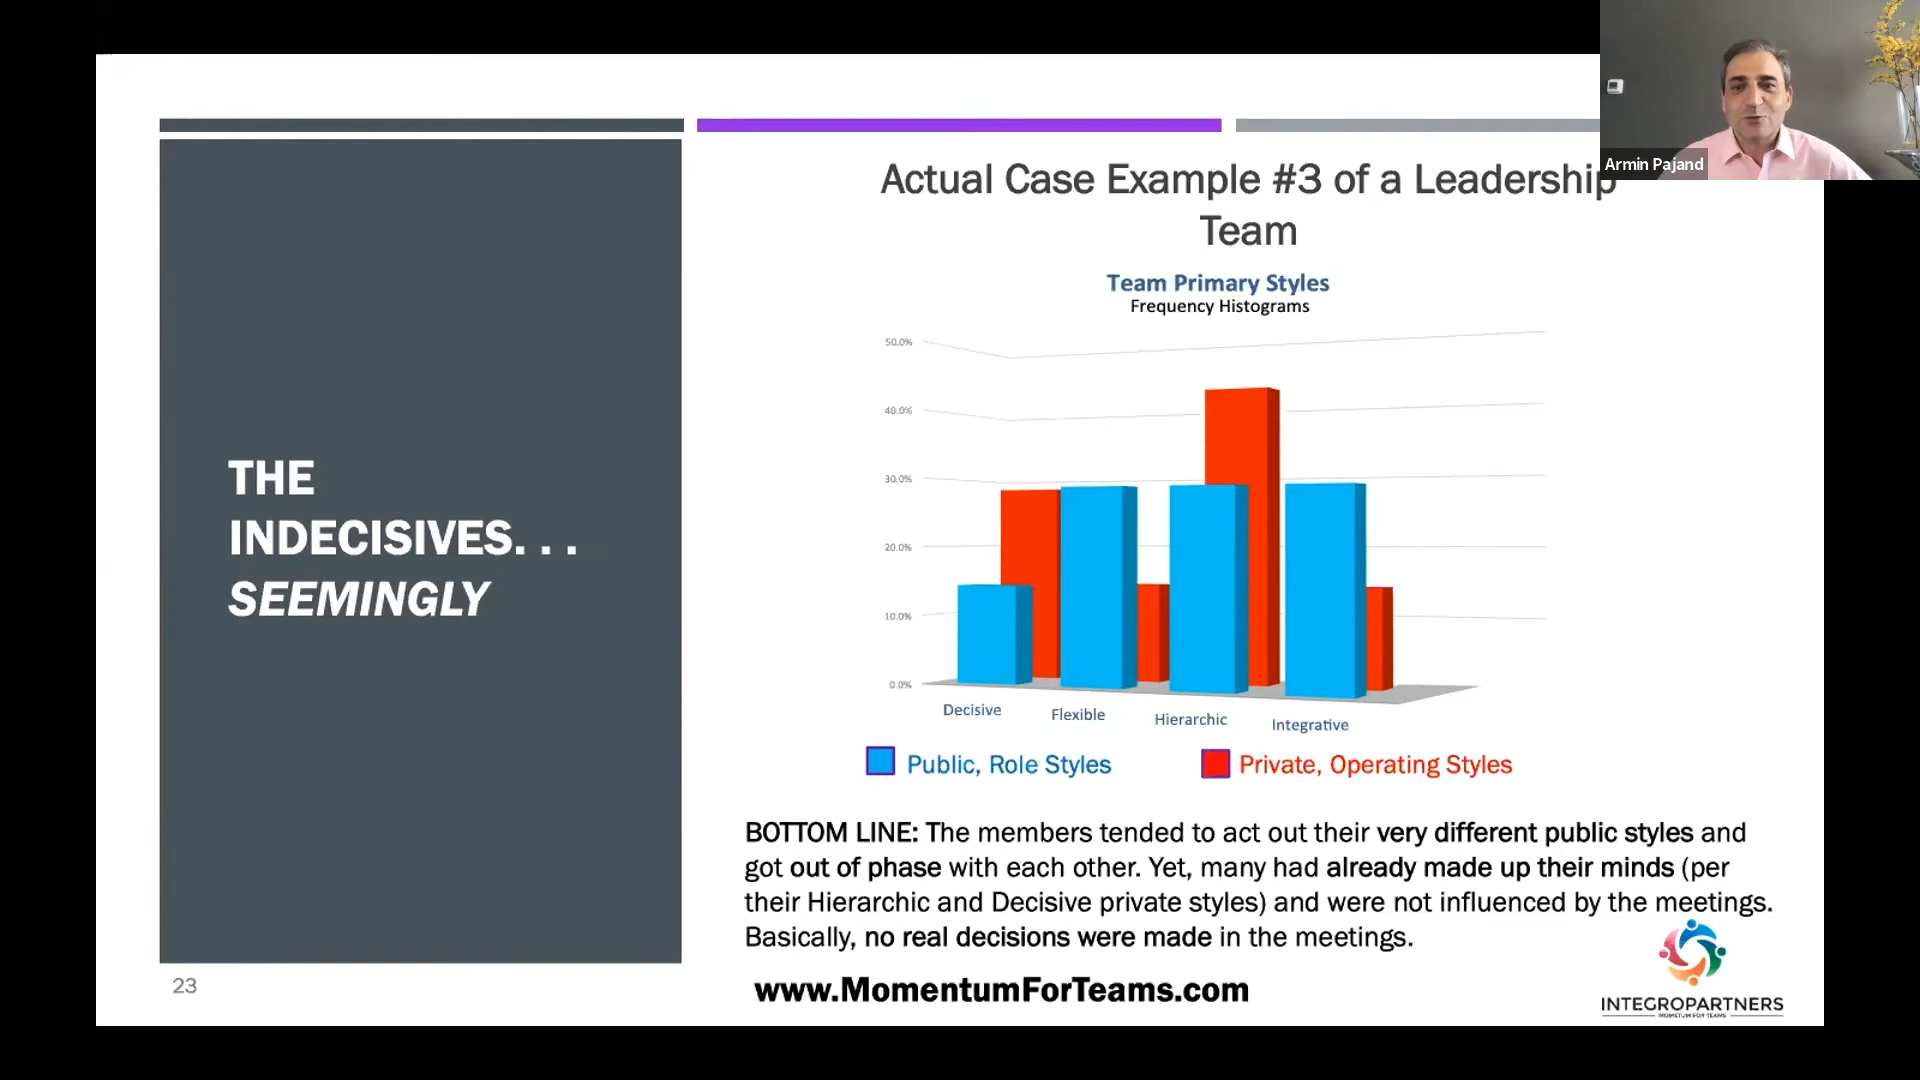 Armin Pajand
Actual Case Example #3 of a Leadership
Team
THE
INDECISIVES. . .
SEEMINGLY
Team Primary Styles
Frequency Histograms
50.0%
40.0%
30.0%
20.0%
10.0%
0.0%
Decisive
Flexible
Hierarchic
Integrative
Public, Role Styles
Private, Operating Styles
BOTTOM LINE: The members tended to act out their very different public styles and
got out of phase with each other. Yet, many had already made up their minds (per
their Hierarchic and Decisive private styles) and were not influenced by the meetings.
Basically, no real decisions were made in the meetings.
23
www.MomentumForTeams.com
INTEGROPARTNERS
MOMETUM FOR TEAMS